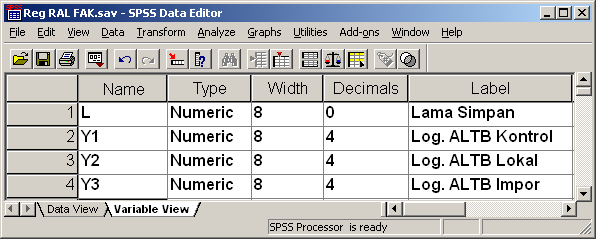 Reg RAL FAK.sav - SPSS Data Editor
File Edit View Data Transform Analyze Graphs Utilities Add-ons Window Help
Name Type Width Decimals Label
1 L Numeric 8 0 Lama Simpan
2 Y1 Numeric 8 4 Log. ALTB Kontrol
3 Y2 Numeric 8 4 Log. ALTB Lokal
4 Y3 Numeric 8 4 Log. ALTB Impor
Data View Variable View
SPSS Processor is ready